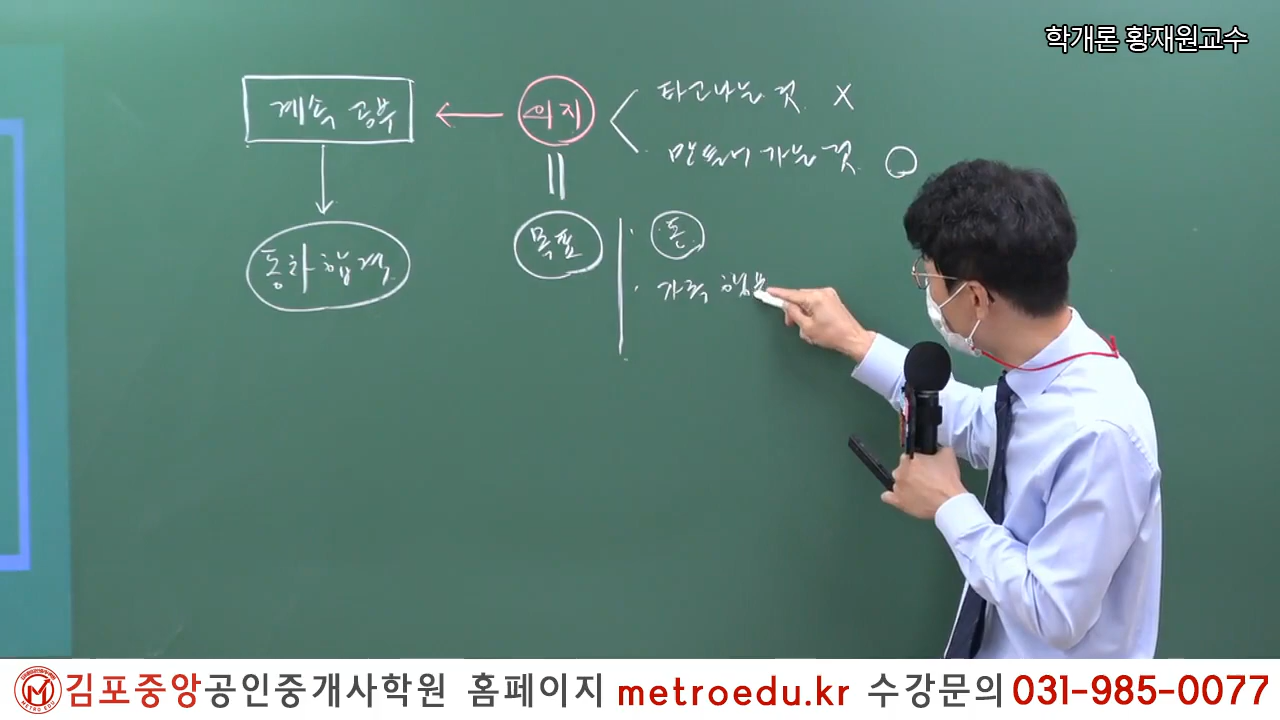 학개론 황재원교수
계속 공부
의지
타고나는 것 X
만들어 가는 것 ○
동차합격
목표
· 돈
· 가족 행복
METRO EDU
김포중앙공인중개사학원 홈페이지 metroedu.kr 수강문의 031-985-0077